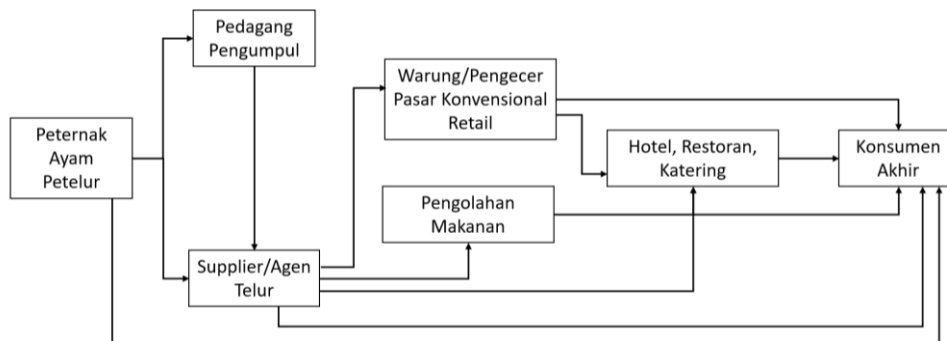 Pedagang
Pengumpul
Warung/Pengecer
Pasar Konvensional
Retail
Peternak
Ayam
Petelur
Hotel, Restoran,
Katering
Konsumen
Akhir
Pengolahan
Makanan
Supplier/Agen
Telur